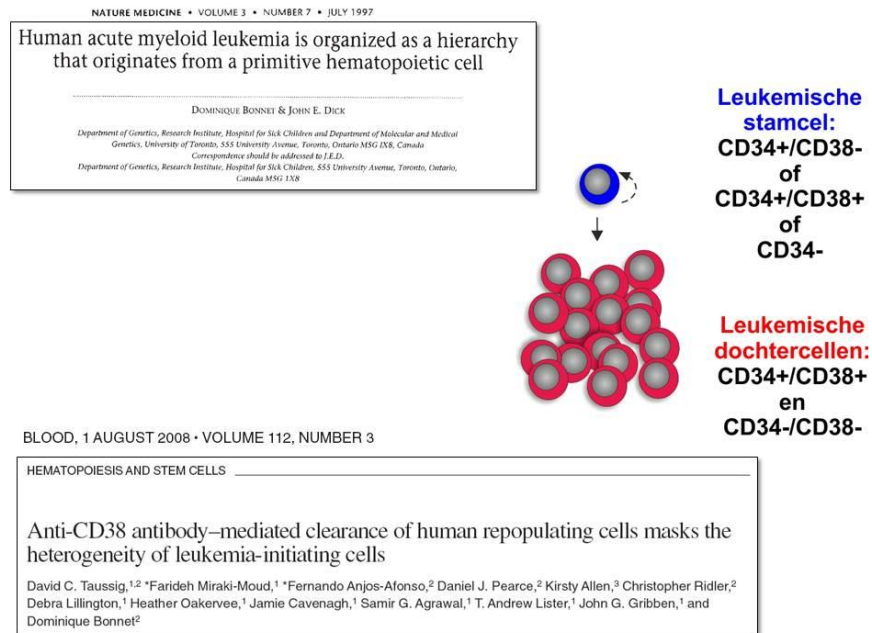 NATURE MEDICINE • VOLUME 3 • NUMBER 7 • JULY 1997
Human acute myeloid leukemia is organized as a hierarchy
that originates from a primitive hematopoietic cell
DOMINIQUE BONNET & JOHN E. DICK
Department of Genetics, Research Institute, Hospital for Sick Children and Department of Molecular and Medical
Genetics, University of Toronto, 555 University Avenue, Toronto, Ontario M5G IX8, Canada
Correspondence should be addressed to J.E.D.
Department of Genetics, Research Institute, Hospital for Sick Children, 555 University Avenue, Toronto, Ontario,
Canada M5G 1X8
Leukemische
stamcel:
CD34+/CD38-
of
CD34+/CD38+
of
CD34-
Leukemische
dochtercellen:
CD34+/CD38+
en
CD34-/CD38-
BLOOD, 1 AUGUST 2008 • VOLUME 112, NUMBER 3
HEMATOPOIESIS AND STEM CELLS
Anti-CD38 antibody–mediated clearance of human repopulating cells masks the
heterogeneity of leukemia-initiating cells
David C. Taussig,1,2 *Farideh Miraki-Moud,1 *Fernando Anjos-Afonso,2 Daniel J. Pearce,2 Kirsty Allen,3 Christopher Ridler,2
Debra Lillington,1 Heather Oakervee,1 Jamie Cavenagh,1 Samir G. Agrawal,1 T. Andrew Lister,1 John G. Gribben,1 and
Dominique Bonnet2